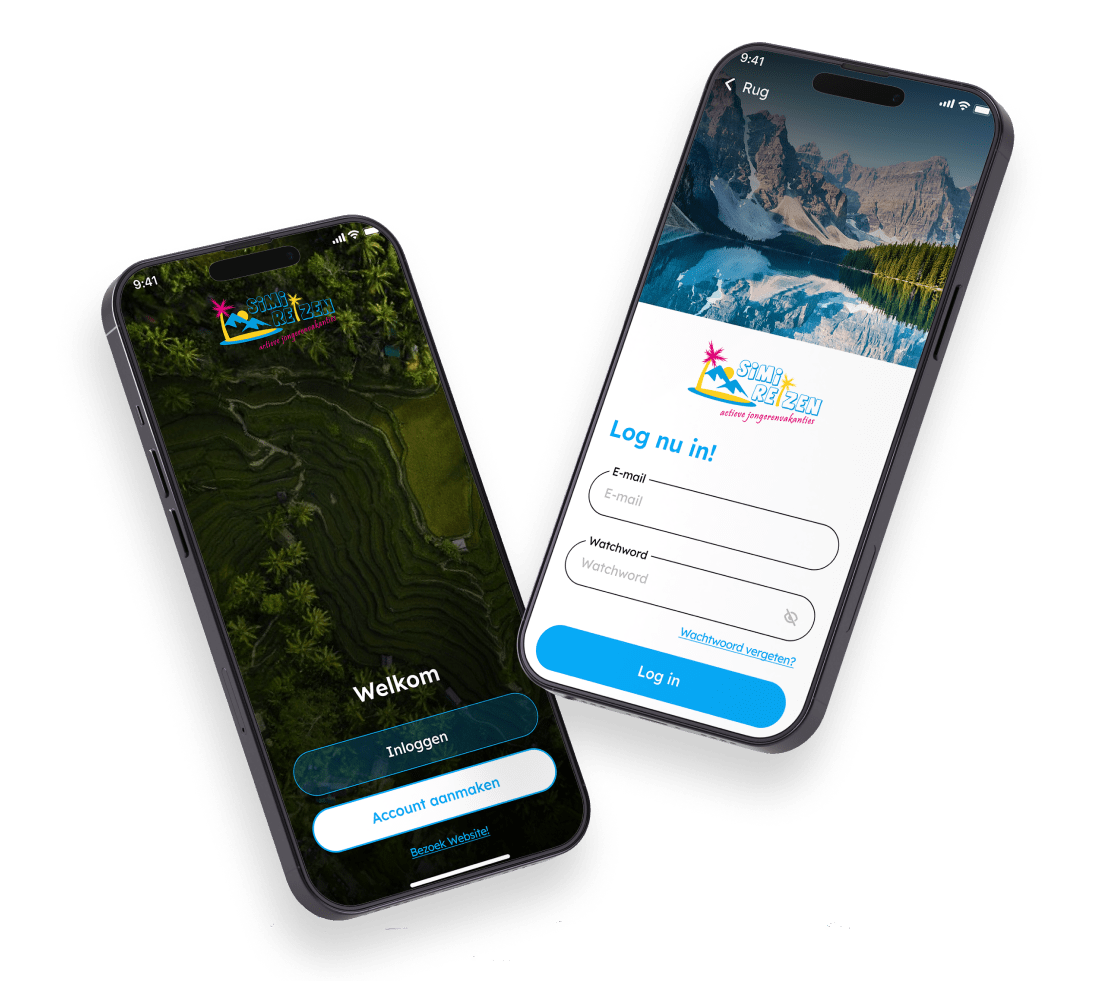 9:41
SiMi
REiZEN
actieve jongerenvakanties
Welkom
Inloggen
Account aanmaken
Bezoek Website!
9:41
Rug
SiMi
REiZEN
actieve jongerenvakanties
Log nu in!
E-mail
E-mail
Watchword
Watchword
Wachtwoord vergeten?
Log in